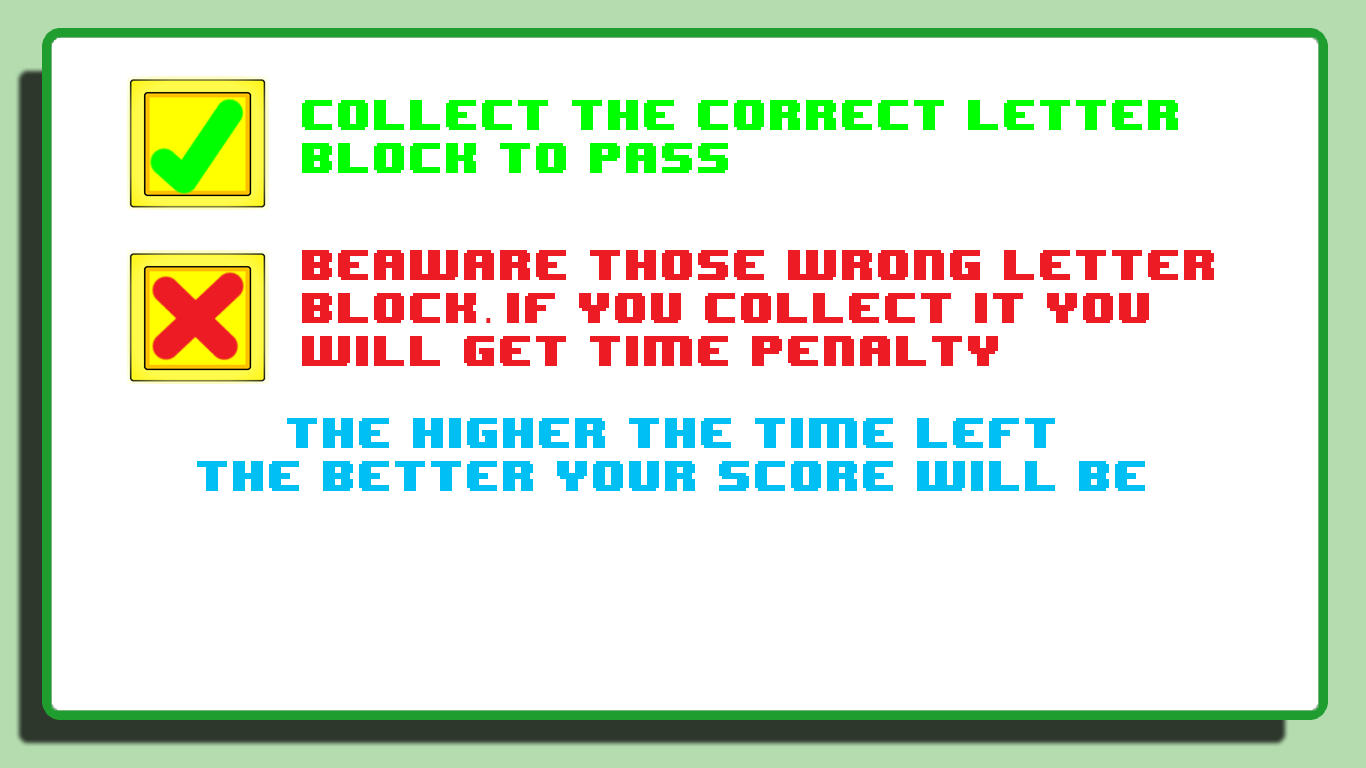 COLLECT THE CORRECT LETTER
BLOCK TO PASS
BEAWARE THOSE WRONG LETTER
BLOCK.IF YOU COLLECT IT YOU
WILL GET TIME PENALTY
THE HIGHER THE TIME LEFT
THE BETTER YOUR SCORE WILL BE